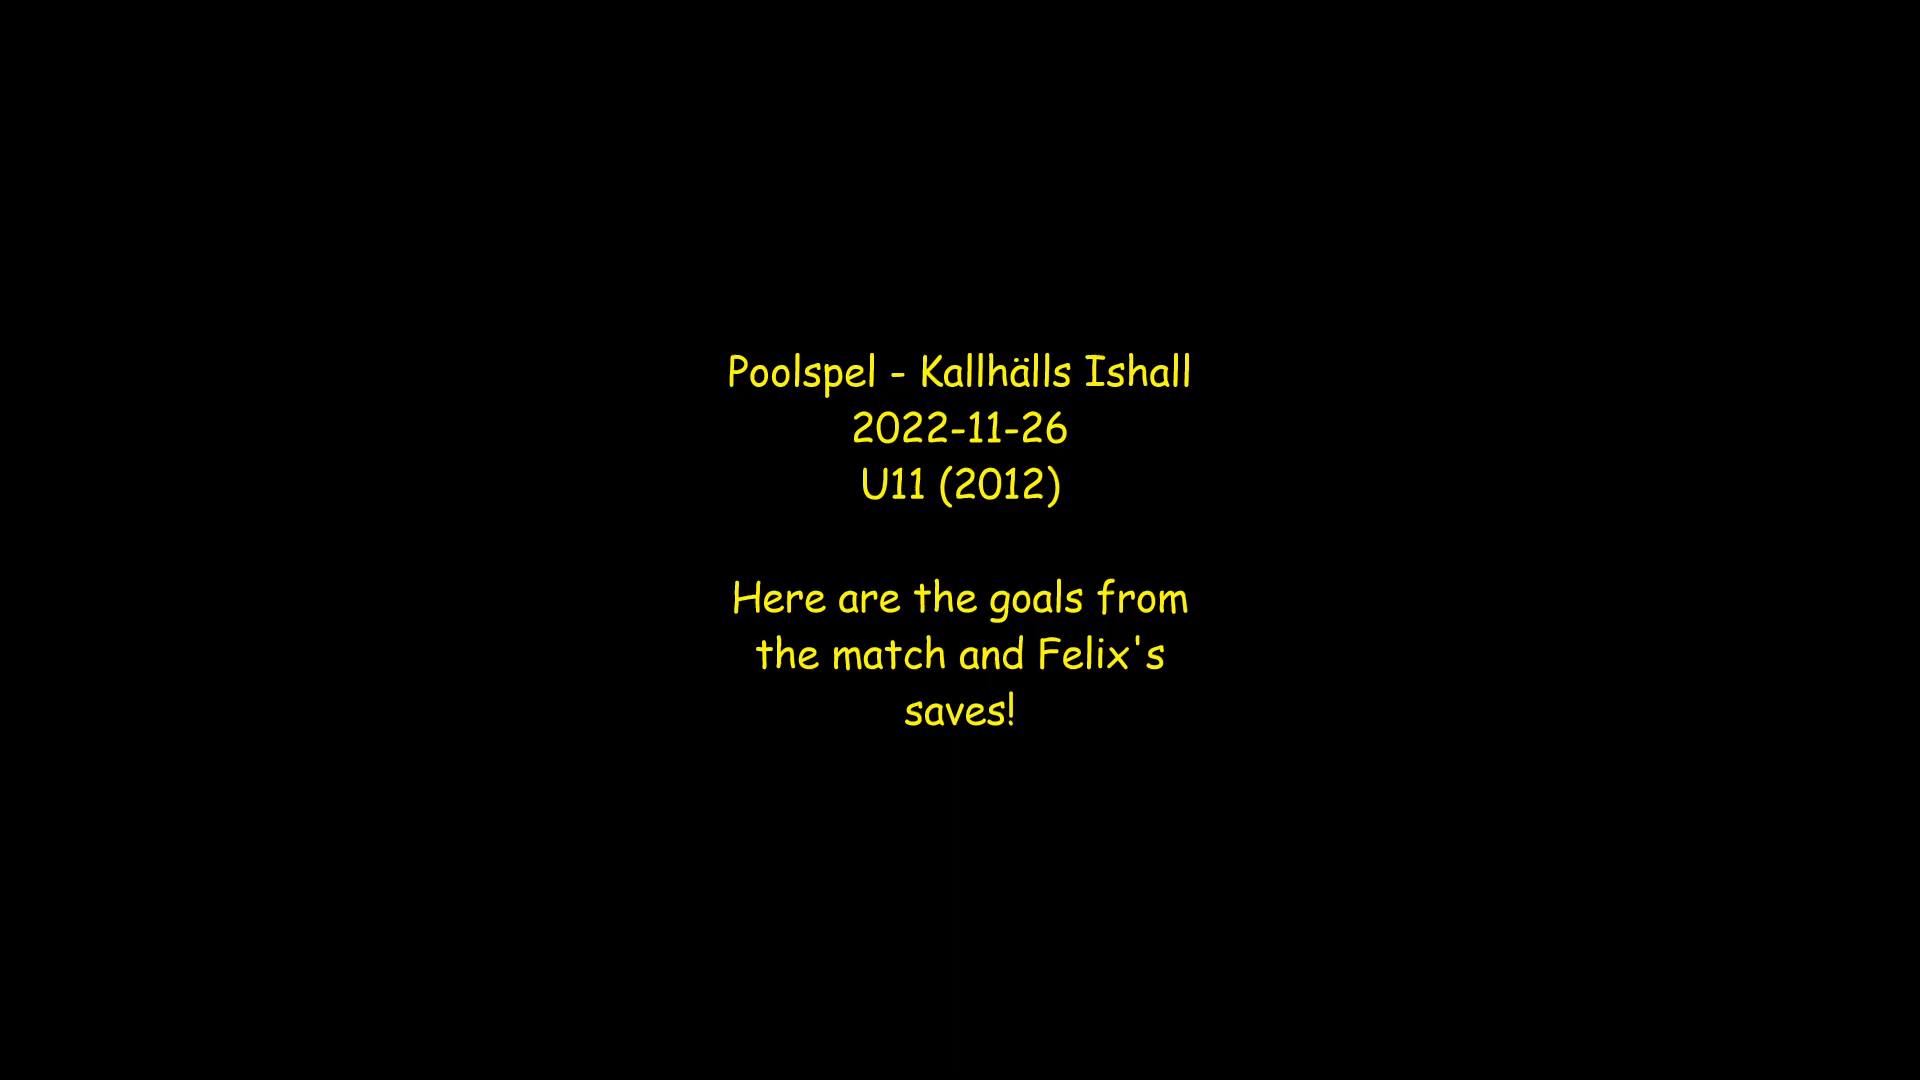 Poolspel - Kallhälls Ishall
2022-11-26
U11 (2012)
Here are the goals from
the match and Felix's
saves!